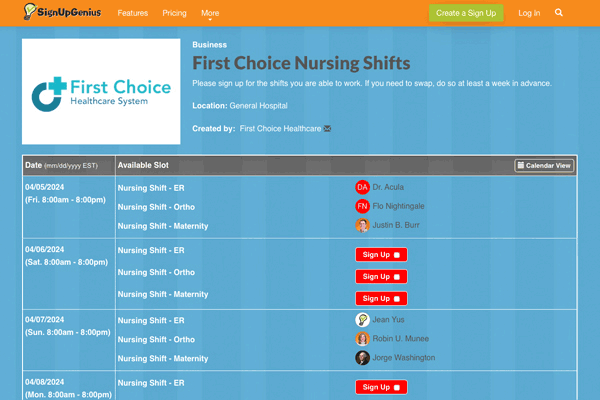 SignUpGenius Features Pricing More Create a Sign Up Log In
First Choice
Healthcare System
Business
First Choice Nursing Shifts
Please sign up for the shifts you are able to work. If you need to swap, do so at least a week in advance.
Location: General Hospital
Created by: First Choice Healthcare
Date (mm/dd/yyyy EST) Available Slot Calendar View
04/05/2024
(Fri. 8:00am - 8:00pm)
Nursing Shift - ER DA Dr. Acula
Nursing Shift - Ortho FN Flo Nightingale
Nursing Shift - Maternity Justin B. Burr
04/06/2024
(Sat. 8:00am - 8:00pm)
Nursing Shift - ER Sign Up
Nursing Shift - Ortho Sign Up
Nursing Shift - Maternity Sign Up
04/07/2024
(Sun. 8:00am - 8:00pm)
Nursing Shift - ER Jean Yus
Nursing Shift - Ortho Robin U. Munee
Nursing Shift - Maternity Jorge Washington
04/08/2024
(Mon. 8:00am - 8:00pm)
Nursing Shift - ER Sign Up